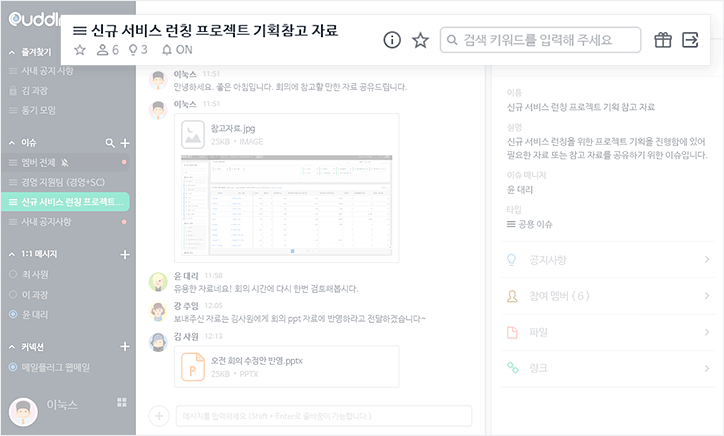 신규 서비스 런칭 프로젝트 기획참고 자료
6 3 ON
검색 키워드를 입력해 주세요
즐겨찾기
사내 공지 사항
김 과장
동기 모임
이슈
멤버 전체
경영 지원팀 (경영+SC)
신규 서비스 런칭 프로젝트...
사내 공지사항
1:1 메시지
최 사원
이 과장
윤 대리
커넥션
메일플러그 웹메일
이눅스
이눅스 11:51
안녕하세요. 좋은 아침입니다. 회의에 참고할 만한 자료 공유드립니다.
이눅스 11:51
참고자료.jpg
25KB • IMAGE
윤 대리 11:58
유용한 자료네요! 회의 시간에 다시 한번 검토해봅시다.
강 주임 12:05
보내주신 자료는 김사원에게 회의 ppt 자료에 반영하라고 전달하겠습니다~
김 사원 12:13
오전 회의 수정안 반영.pptx
25KB • PPTX
메시지를 입력하세요 (Shift + Enter로 줄바꿈이 가능합니다.)
이름
신규 서비스 런칭 프로젝트 기획 참고 자료
설명
신규 서비스 런칭을 위한 프로젝트 기획을 진행함에 있어
필요한 자료 또는 참고 자료를 공유하기 위한 이슈입니다.
이슈 매니저
윤 대리
타입
공용 이슈
공지사항
참여 멤버 ( 6 )
파일
링크